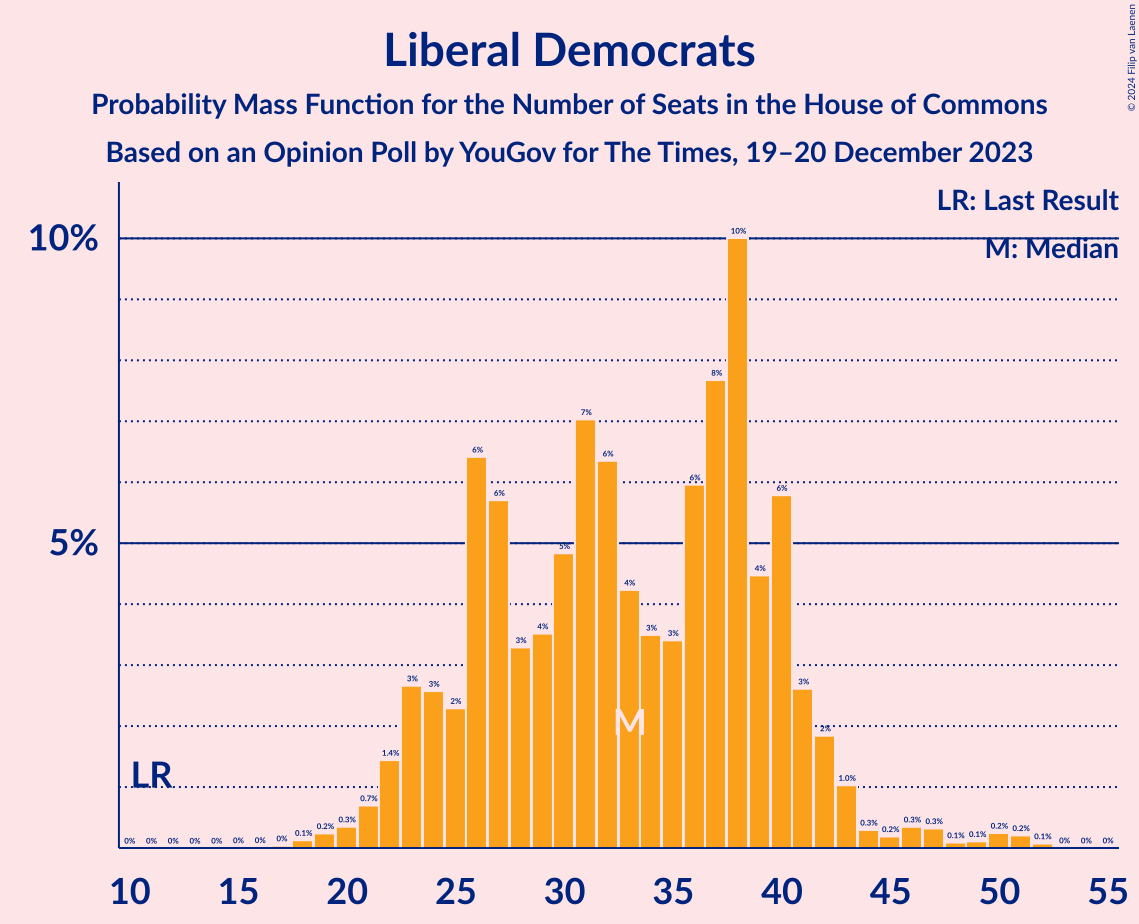 © 2024 Filip van Laenen
Liberal Democrats
Probability Mass Function for the Number of Seats in the House of Commons
Based on an Opinion Poll by YouGov for The Times, 19–20 December 2023
LR: Last Result
M: Median
10%
5%
0% 0% 0% 0% 0% 0% 0% 0% 0.1% 0.2% 0.3% 0.7% 1.4% 3% 3% 2% 6% 6% 3% 4% 5% 7% 6% 4% 3% 3% 6% 8% 10% 4% 6% 3% 2% 1.0% 0.3% 0.2% 0.3% 0.3% 0.1% 0.1% 0.2% 0.2% 0.1% 0% 0% 0%
M
LR
10 15 20 25 30 35 40 45 50 55